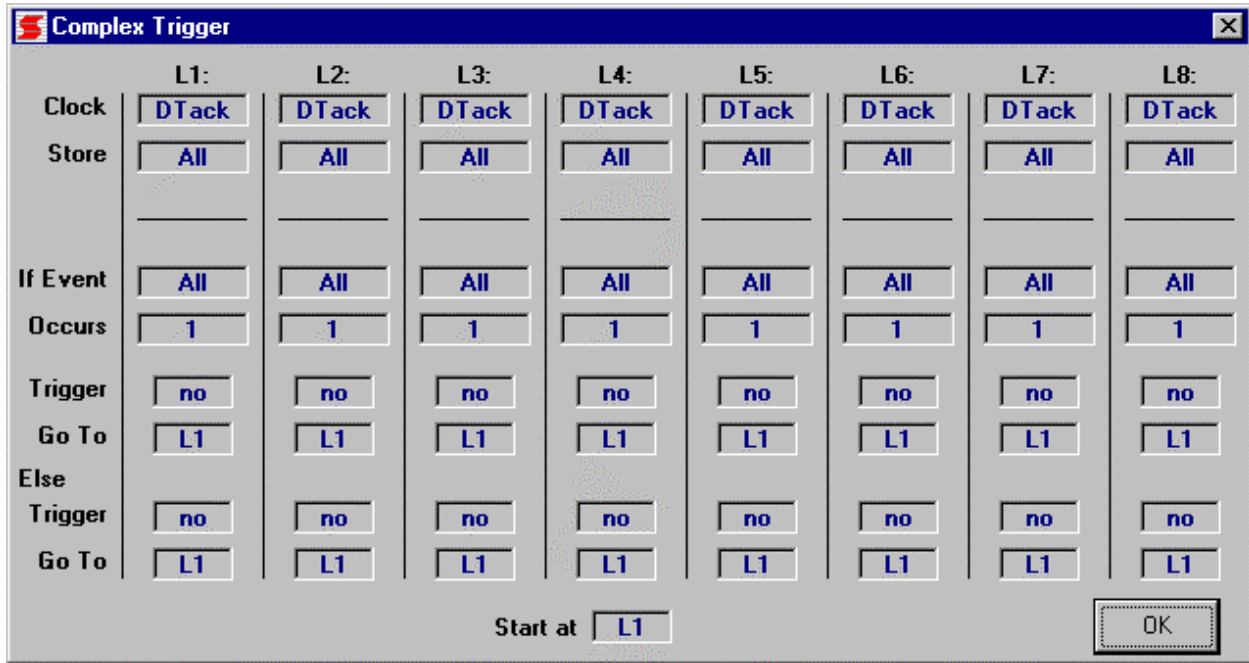 Complex Trigger
L1: L2: L3: L4: L5: L6: L7: L8:
Clock DTack DTack DTack DTack DTack DTack DTack DTack
Store All All All All All All All All
If Event All All All All All All All All
Occurs 1 1 1 1 1 1 1 1
Trigger no no no no no no no no
Go To L1 L1 L1 L1 L1 L1 L1 L1
Else
Trigger no no no no no no no no
Go To L1 L1 L1 L1 L1 L1 L1 L1
Start at L1 OK